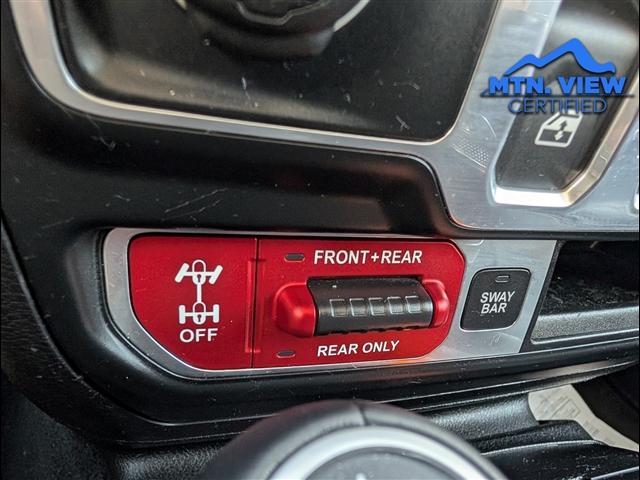 MTN. VIEW
CERTIFIED
FRONT+REAR
OFF
REAR ONLY
SWAY
BAR